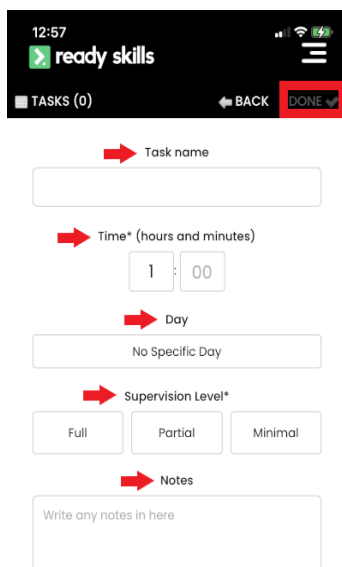 12:57
ready skills
TASKS (0)
BACK
DONE
Task name
Time* (hours and minutes)
1 : 00
Day
No Specific Day
Supervision Level*
Full Partial Minimal
Notes
Write any notes in here